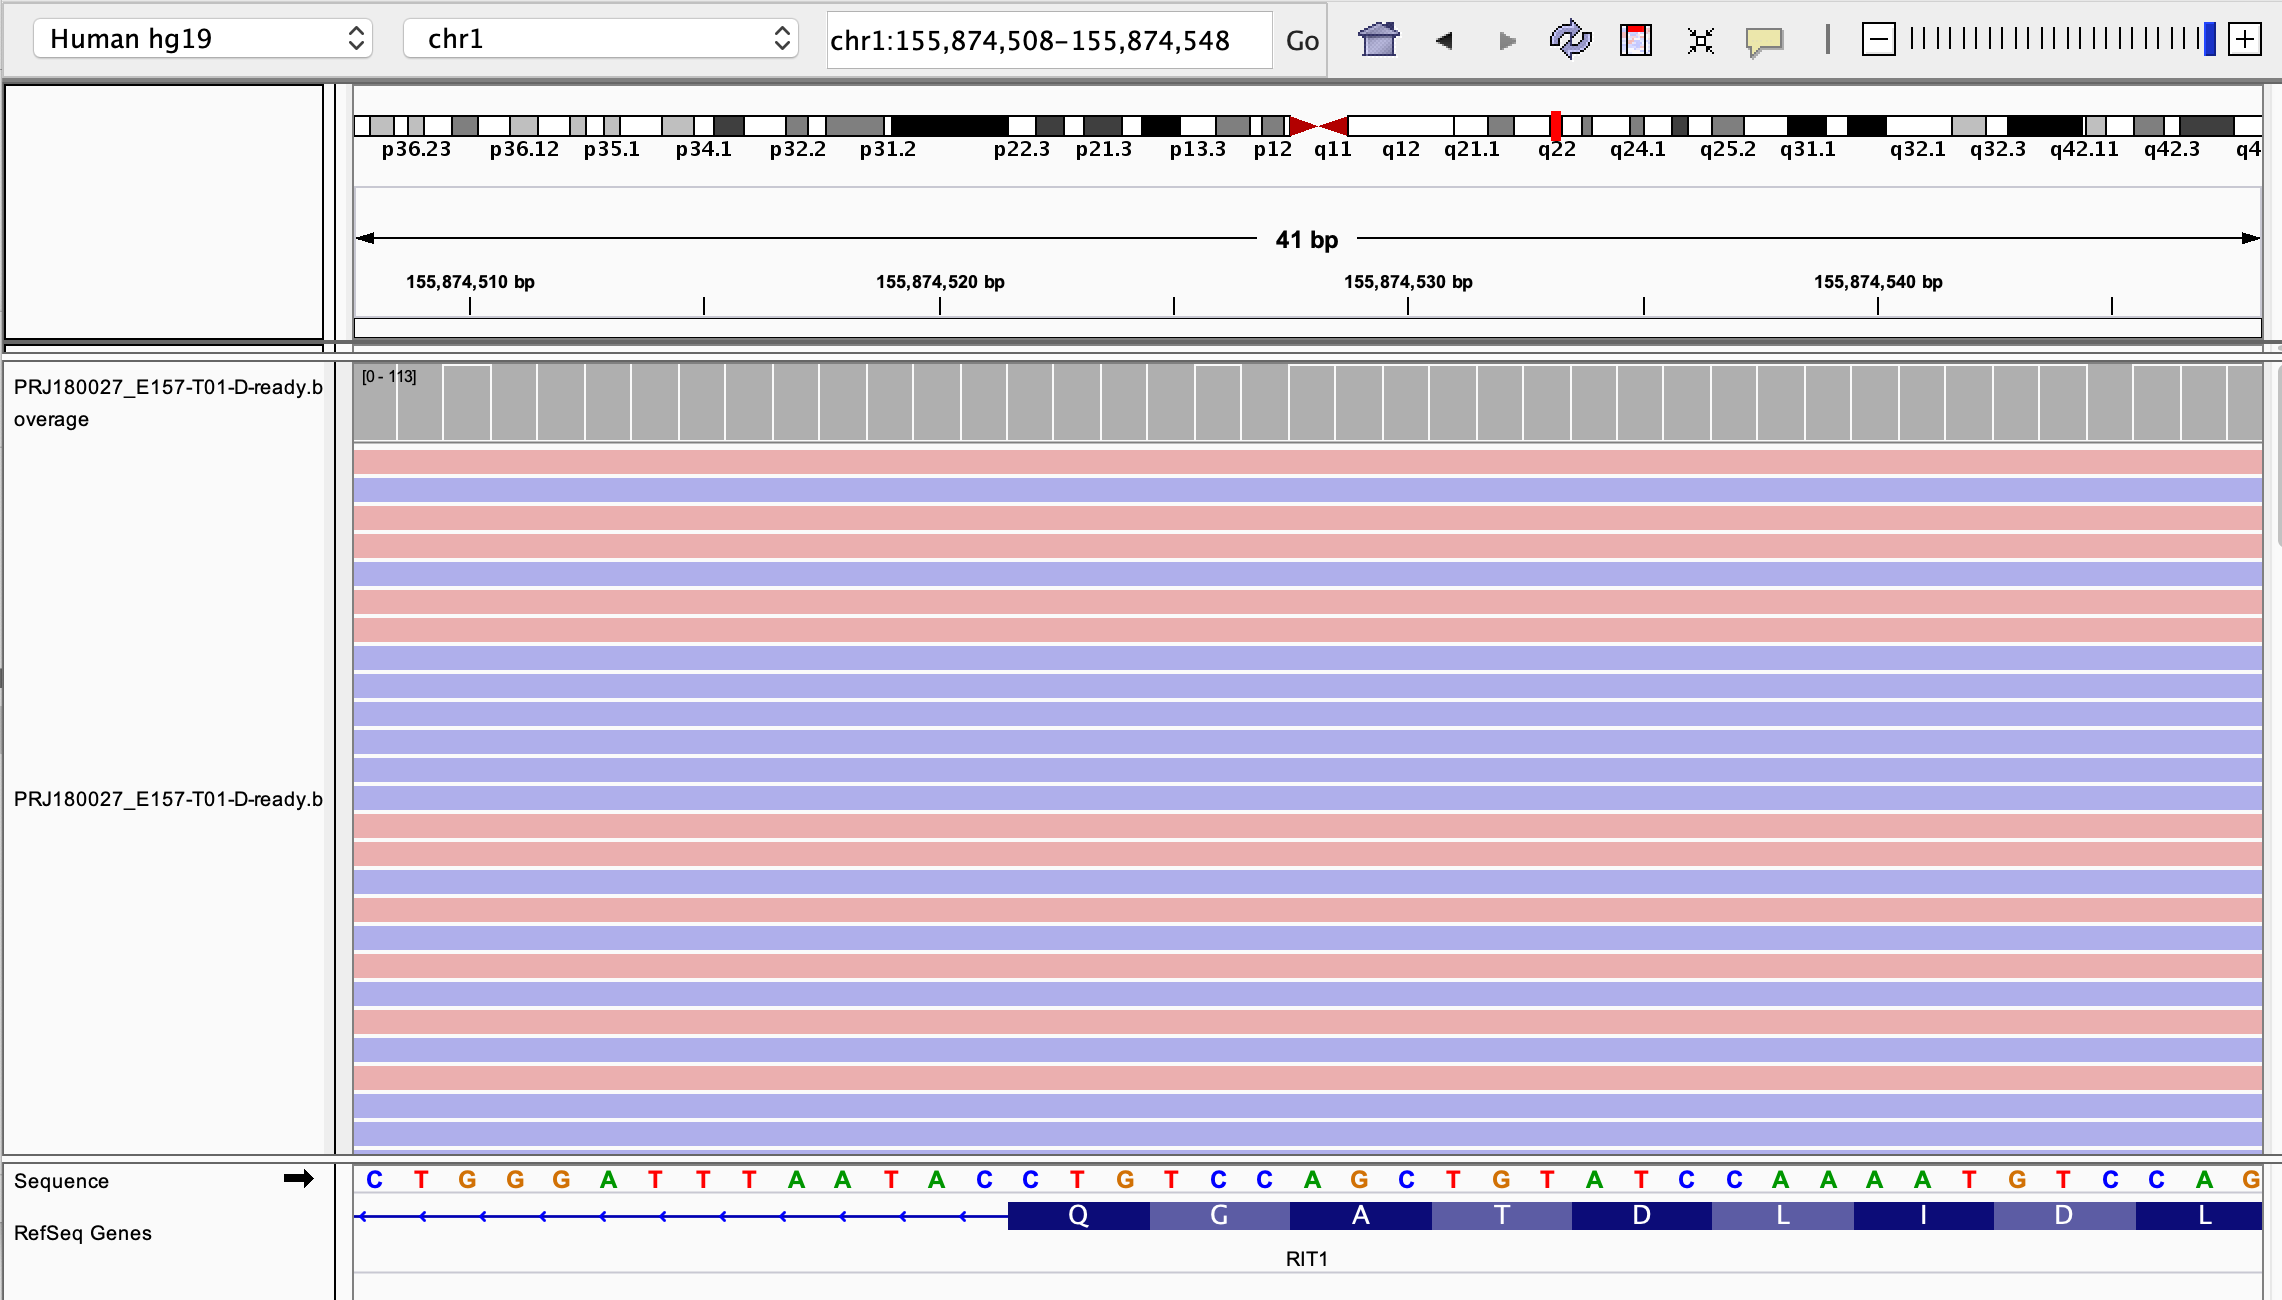 Human hg19 chr1 chr1:155,874,508-155,874,548 Go
p36.23 p36.12 p35.1 p34.1 p32.2 p31.2 p22.3 p21.3 p13.3 p12 q11 q12 q21.1 q22 q24.1 q25.2 q31.1 q32.1 q32.3 q42.11 q42.3 q4
41 bp
155,874,510 bp 155,874,520 bp 155,874,530 bp 155,874,540 bp
[0 - 113]
PRJ180027_E157-T01-D-ready.b
overage
PRJ180027_E157-T01-D-ready.b
Sequence C T G G G A T T T A A T A C C T G T C C A G C T G T A T C C A A A A T G T C C A G
Q G A T D L I D L
RefSeq Genes
RIT1